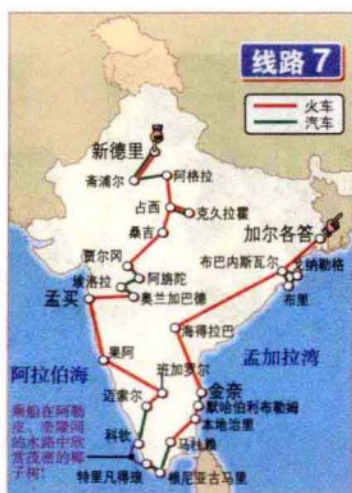 线路 7
火车
汽车
新德里
斋浦尔
阿格拉
占西
克久拉霍
桑吉
加尔各答
布巴内斯瓦尔
戈纳勒格
布里
贾尔冈
阿旃陀
埃洛拉
奥兰加巴德
孟买
海得拉巴
孟加拉湾
果阿
阿拉伯海
班加罗尔
金奈
迈索尔
默哈伯利布勒姆
本地治里
乘船在阿勒
皮、奎隆间
的水路中欣
赏茂密的椰
子树!
科钦
马杜赖
特里凡得琅
根尼亚古马里